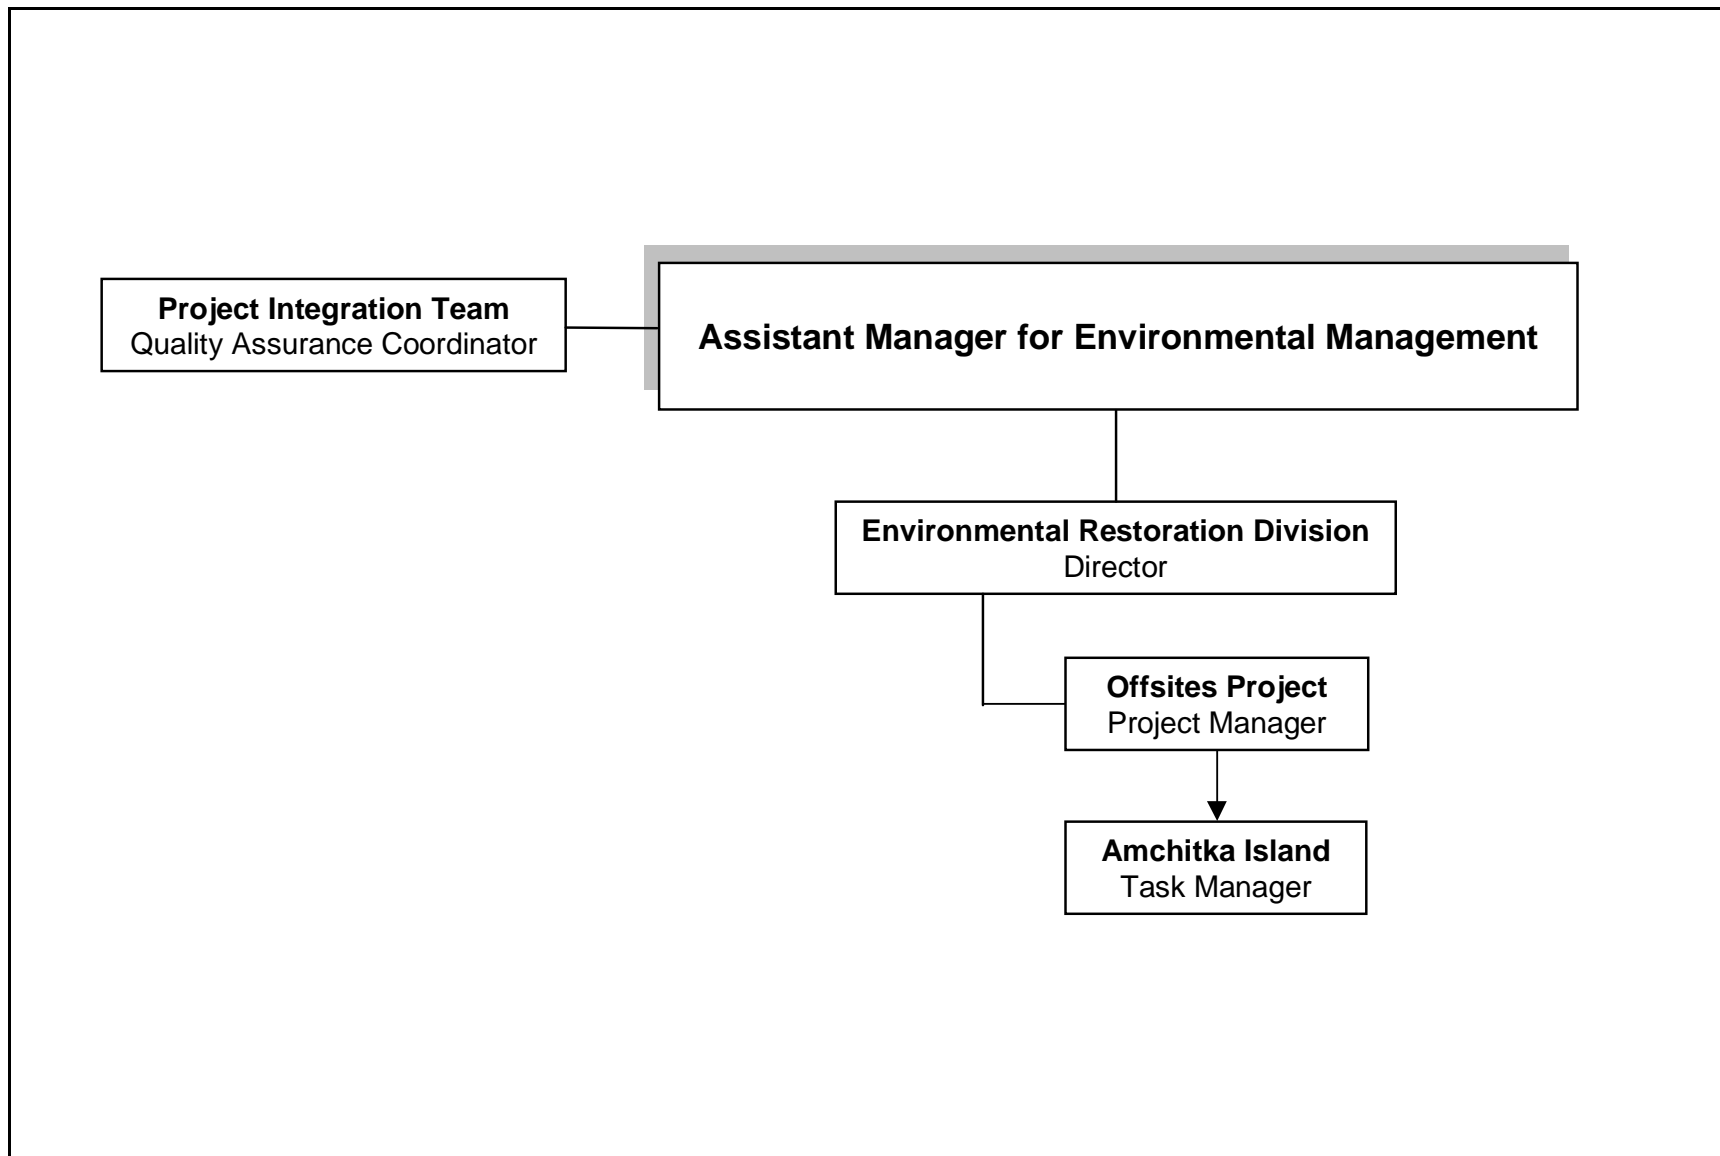 Project Integration Team
Quality Assurance Coordinator
Assistant Manager for Environmental Management
Environmental Restoration Division
Director
Offsites Project
Project Manager
Amchitka Island
Task Manager